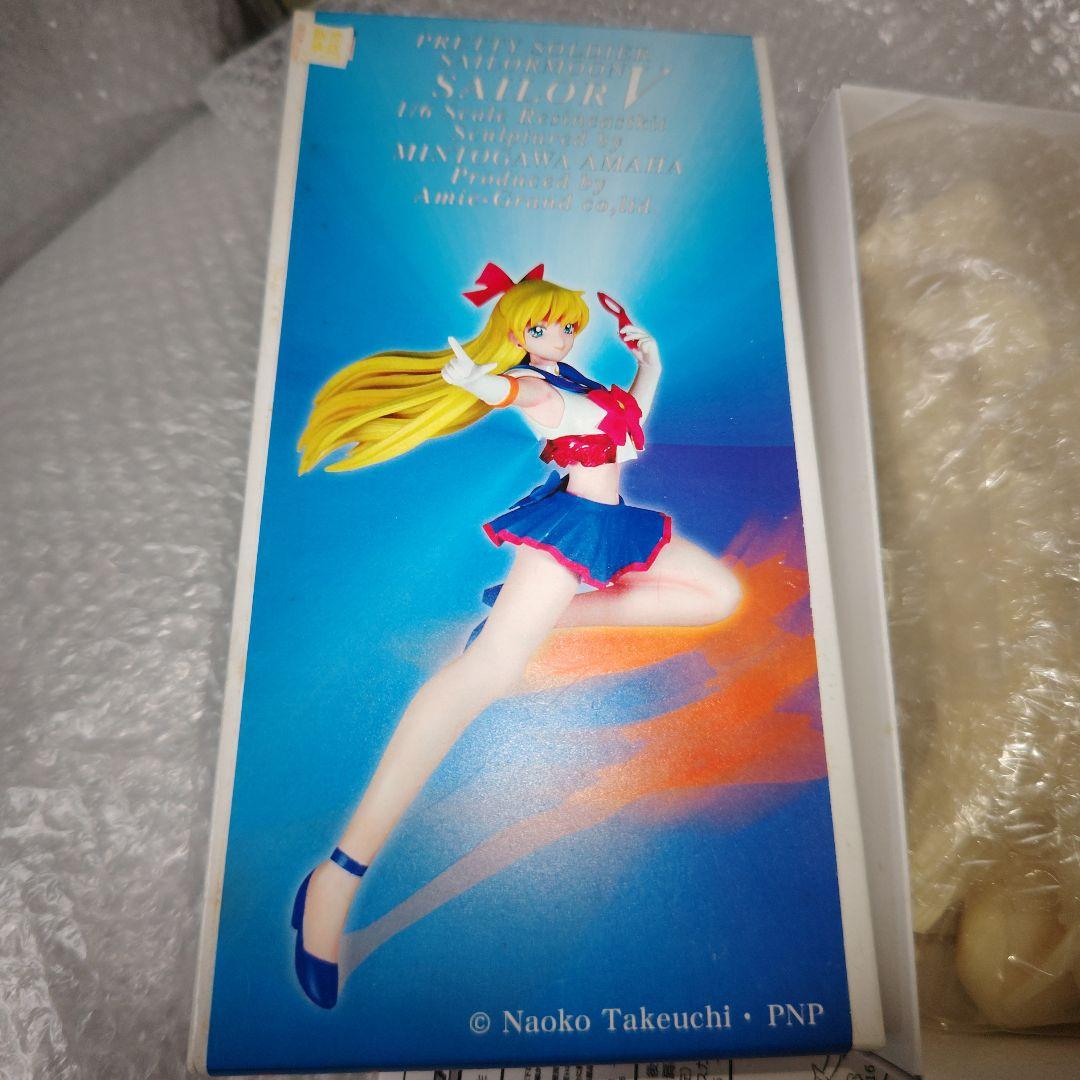 PRETTY SOLDIER
SAILORMOON
SAILOR V
1/6 Scale Resincastkit
Sculptured by
MINTOGAWA AMAHA
Produced by
Amie-Grand co,ltd.
© Naoko Takeuchi・PNP